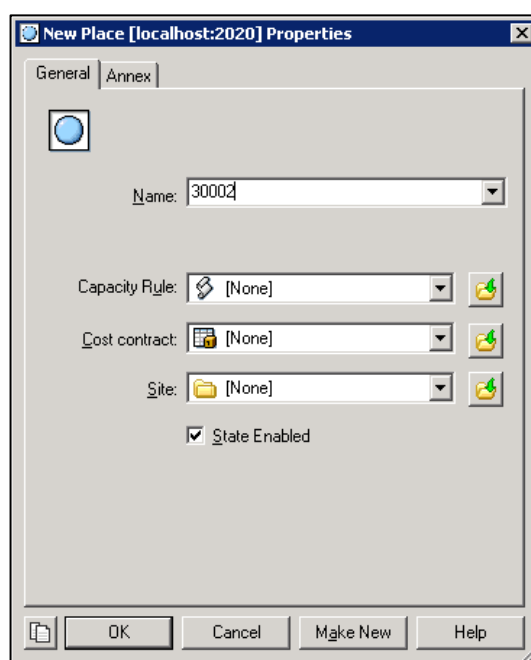 New Place [localhost:2020] Properties
General Annex
Name: 30002
Capacity Rule: [None]
Cost contract: [None]
Site: [None]
State Enabled
OK Cancel Make New Help